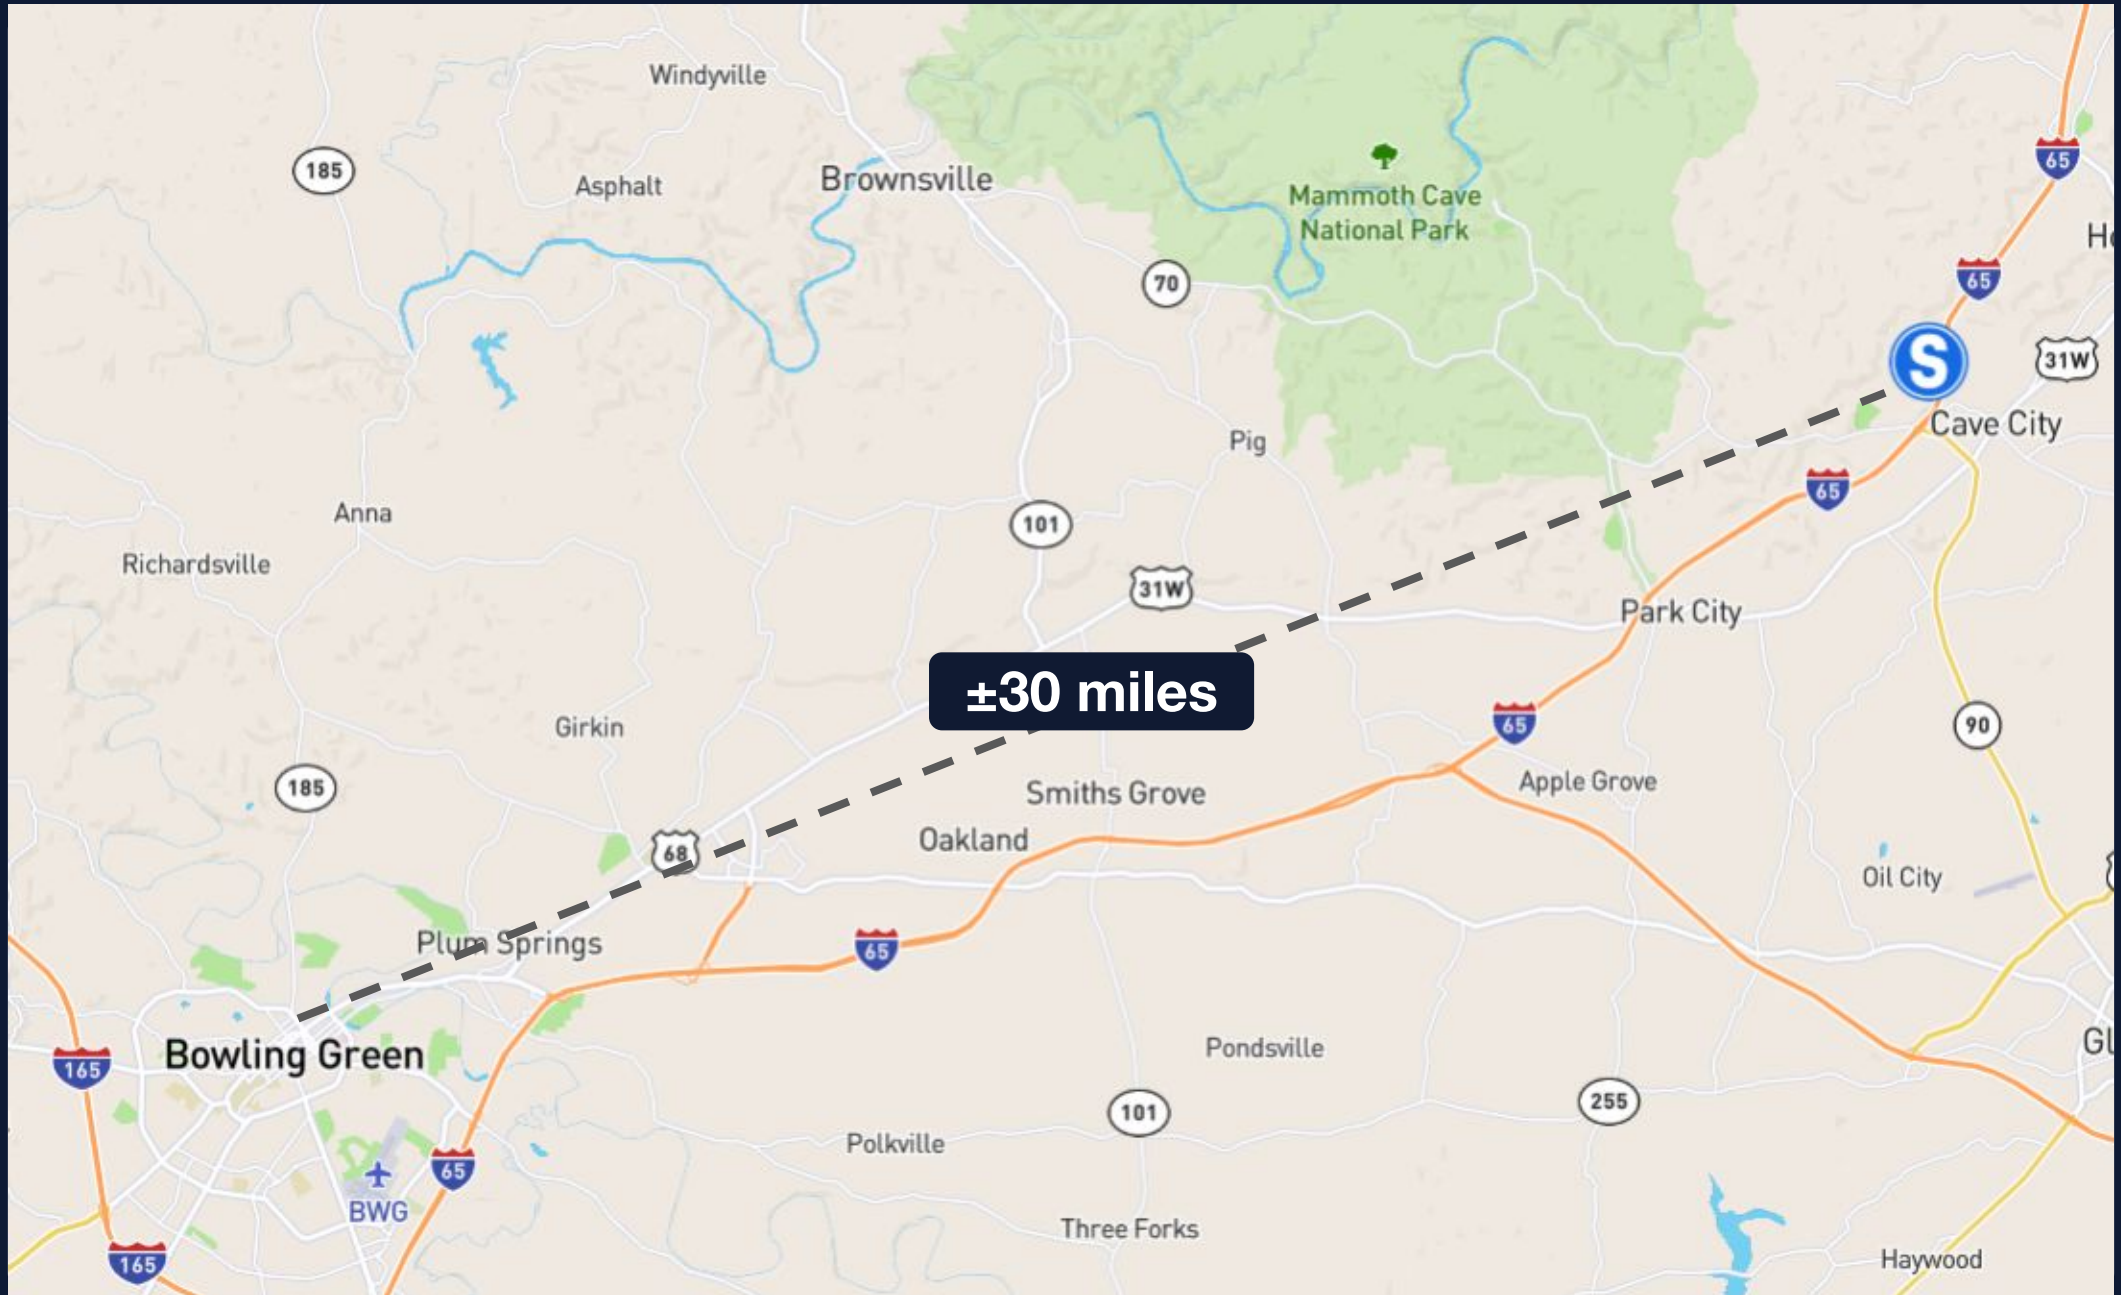 Windyville
65
185
Brownsville
Asphalt
Mammoth Cave
National Park
70
65
31W
S
Cave City
Pig
65
Anna
101
Richardsville
31W
Park City
±30 miles
Girkin
65
90
185
Smiths Grove
Apple Grove
Oakland
68
Oil City
Plum Springs
65
Bowling Green
165
Pondsville
Gl
101
255
Polkville
65
BWG
Three Forks
165
Haywood